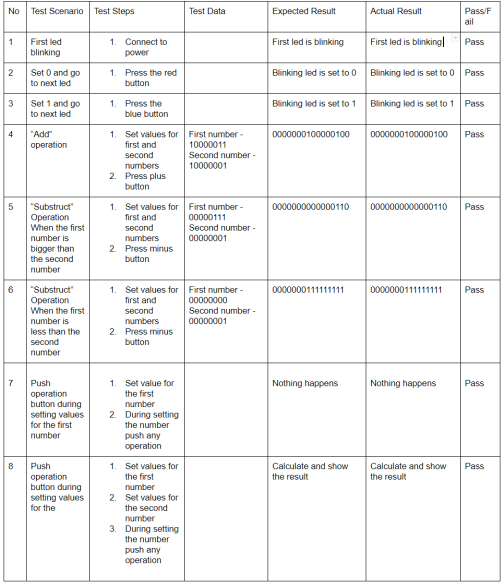 No Test Scenario Test Steps Test Data Expected Result Actual Result Pass/F
ail
1 First led 1. Connect to First led is blinking First led is blinking Pass
blinking power
2 Set 0 and go 1. Press the red Blinking led is set to 0 Blinking led is set to 0 Pass
to next led button
3 Set 1 and go 1. Press the Blinking led is set to 1 Blinking led is set to 1 Pass
to next led blue button
4 "Add" 1. Set values for First number - 0000000100000100 0000000100000100 Pass
operation first and 10000011
second Second number -
numbers 10000001
2. Press plus
button
5 "Substruct" 1. Set values for First number - 0000000000000110 0000000000000110 Pass
Operation first and 00000111
When the first second Second number -
number is numbers 00000001
bigger than 2. Press minus
the second button
number
6 "Substruct" 1. Set values for First number - 0000000111111111 0000000111111111 Pass
Operation first and 00000000
When the first second Second number -
number is numbers 00000001
less than the 2. Press minus
second button
number
7 Push 1. Set value for Nothing happens Nothing happens Pass
operation the first
button during number
setting values 2. During setting
for the first the number
number push any
operation
8 Push 1. Set values for Calculate and show Calculate and show Pass
operation the first the result the result
button during number
setting values 2. Set values for
for the the second
number
3. During setting
the number
push any
operation